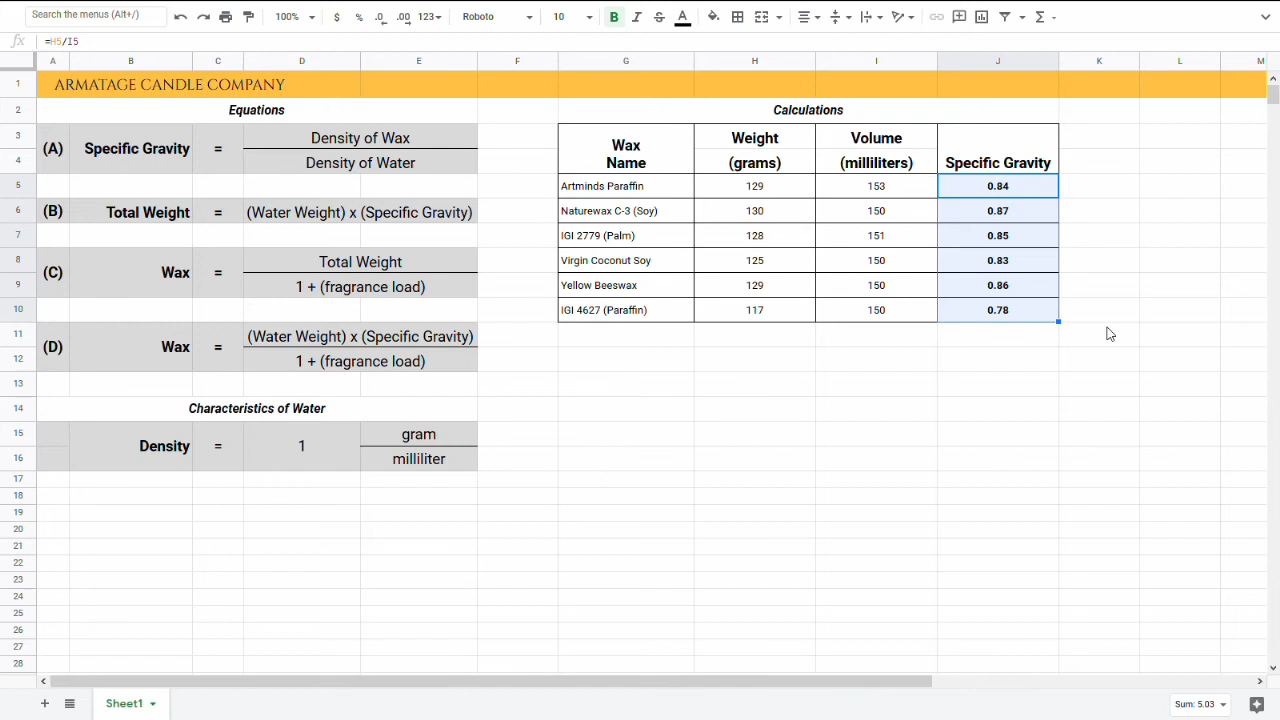 Search the menus (Alt+/)
100%
$
%
.0
.00
123
Roboto
10
B
I
S
A
Σ
fx
=H5/I5
A B C D E F G H I J K L M
1 ARMATAGE CANDLE COMPANY
2 Equations Calculations
3 (A) Specific Gravity = Density of Wax
4 Density of Water
Wax Name Weight (grams) Volume (milliliters) Specific Gravity
5 Artminds Paraffin 129 153 0.84
6 (B) Total Weight = (Water Weight) x (Specific Gravity) Naturewax C-3 (Soy) 130 150 0.87
7 IGI 2779 (Palm) 128 151 0.85
8 (C) Wax = Total Weight Virgin Coconut Soy 125 150 0.83
9 1 + (fragrance load) Yellow Beeswax 129 150 0.86
10 IGI 4627 (Paraffin) 117 150 0.78
11 (D) Wax = (Water Weight) x (Specific Gravity)
12 1 + (fragrance load)
13
14 Characteristics of Water
15 Density = 1 gram
16 milliliter
17
18
19
20
21
22
23
24
25
26
27
28
Sheet1
Sum: 5.03